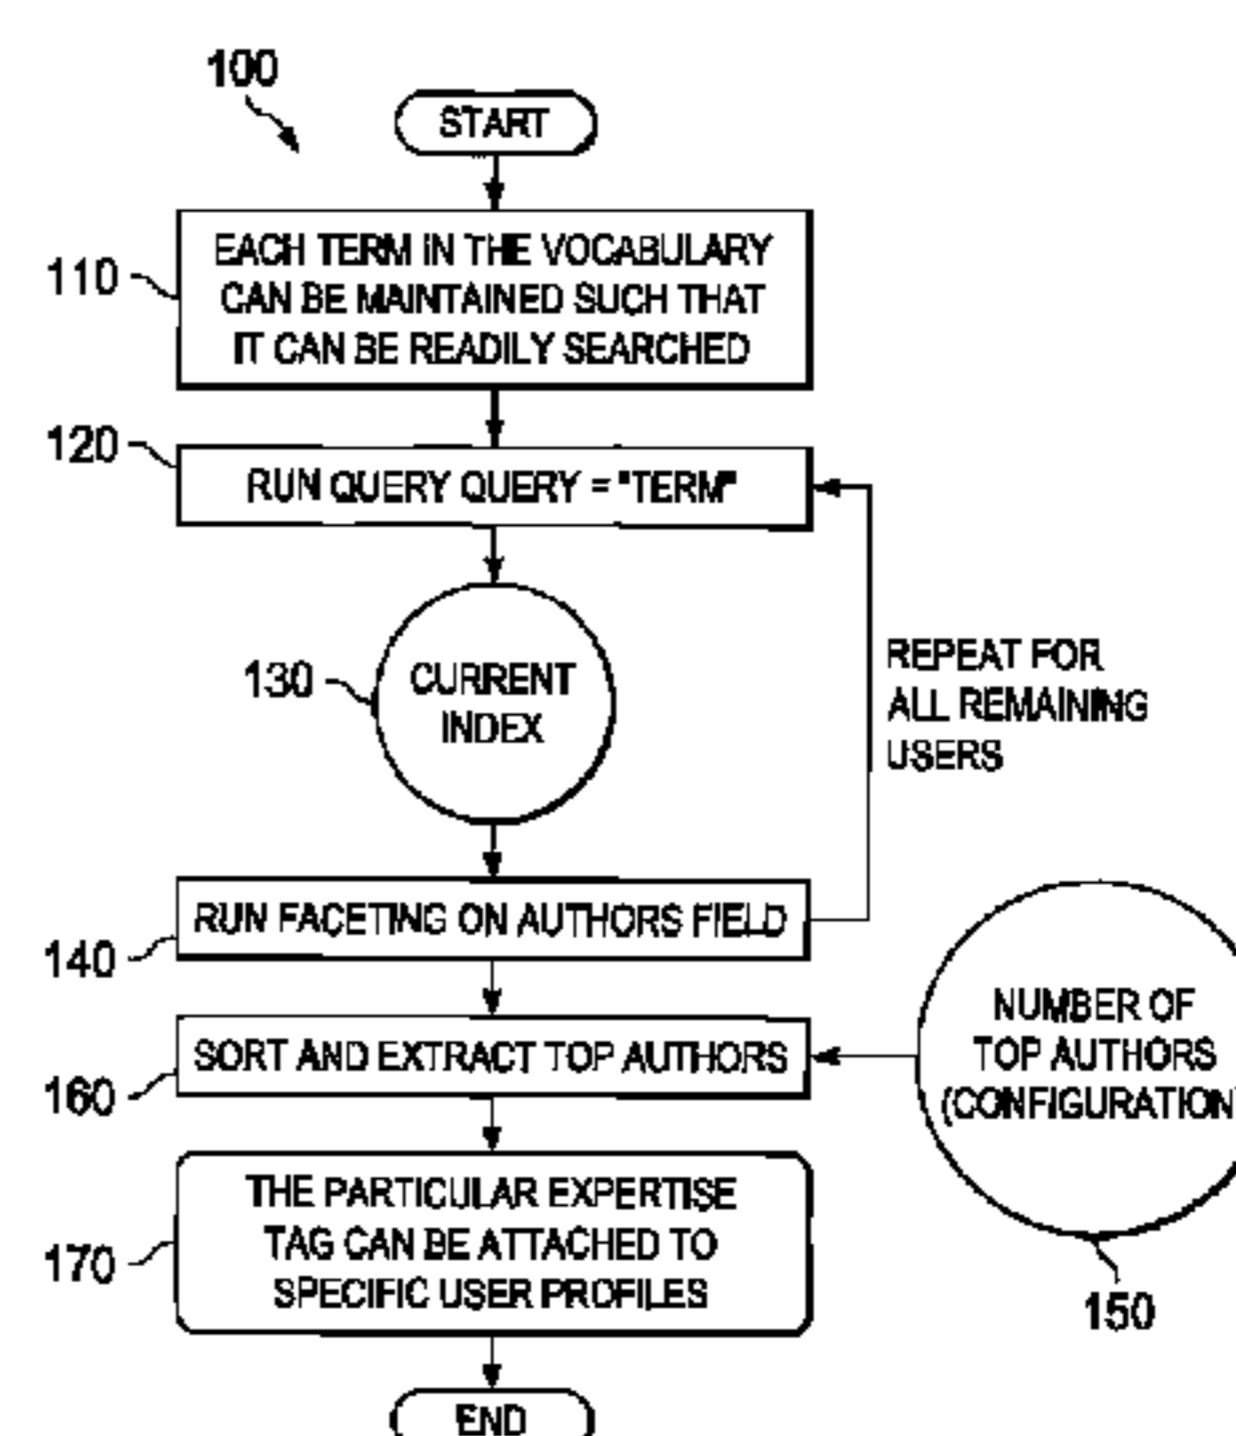 100
START
110
EACH TERM IN THE VOCABULARY
CAN BE MAINTAINED SUCH THAT
IT CAN BE READILY SEARCHED
120
RUN QUERY QUERY = "TERM"
130
CURRENT
INDEX
REPEAT FOR
ALL REMAINING
USERS
140
RUN FACETING ON AUTHORS FIELD
160
SORT AND EXTRACT TOP AUTHORS
NUMBER OF
TOP AUTHORS
(CONFIGURATION)
150
170
THE PARTICULAR EXPERTISE
TAG CAN BE ATTACHED TO
SPECIFIC USER PROFILES
END